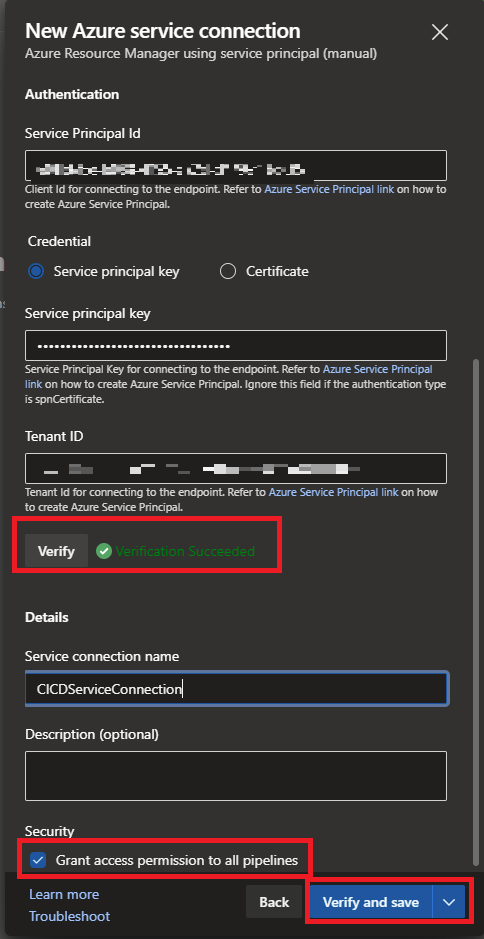 New Azure service connection
Azure Resource Manager using service principal (manual)
Authentication
Service Principal Id
Client Id for connecting to the endpoint. Refer to Azure Service Principal link on how to
create Azure Service Principal.
Credential
Service principal key
Certificate
Service principal key
••••••••••••••••••••••••••••••••••
Service Principal Key for connecting to the endpoint. Refer to Azure Service Principal
link on how to create Azure Service Principal. Ignore this field if the authentication type
is spnCertificate.
Tenant ID
Tenant Id for connecting to the endpoint. Refer to Azure Service Principal link on how
to create Azure Service Principal.
Verify
Verification Succeeded
Details
Service connection name
CICDServiceConnection
Description (optional)
Security
Grant access permission to all pipelines
Learn more
Troubleshoot
Back
Verify and save